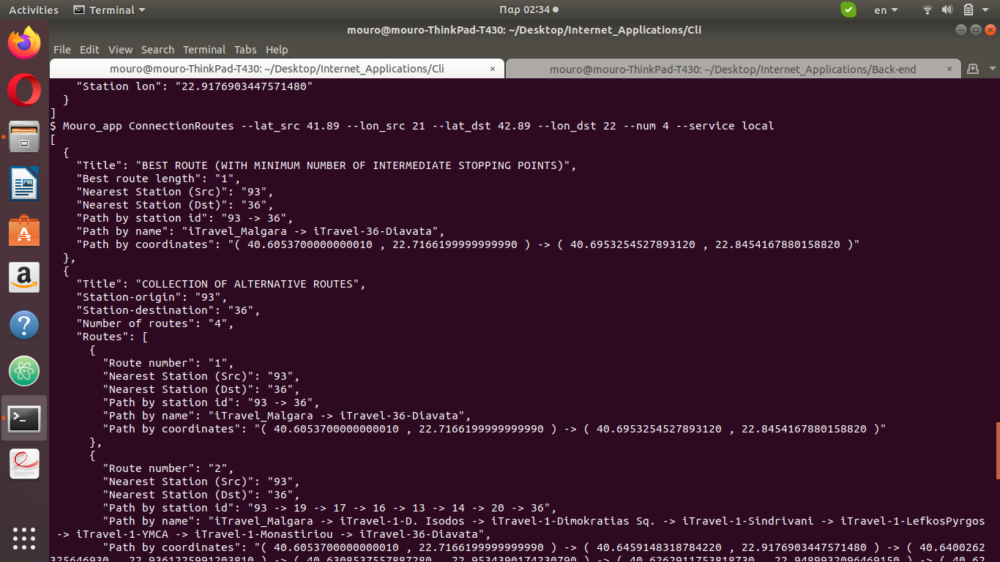 Activities Terminal Παρ 02:34 en
mouro@mouro-ThinkPad-T430: ~/Desktop/Internet_Applications/Cli
File Edit View Search Terminal Tabs Help
mouro@mouro-ThinkPad-T430: ~/Desktop/Internet_Applications/Cli × mouro@mouro-ThinkPad-T430: ~/Desktop/Internet_Applications/Back-end ×
"Station lon": "22.9176903447571480"
}
]
$ Mouro_app ConnectionRoutes --lat_src 41.89 --lon_src 21 --lat_dst 42.89 --lon_dst 22 --num 4 --service local
[
{
"Title": "BEST ROUTE (WITH MINIMUM NUMBER OF INTERMEDIATE STOPPING POINTS)",
"Best route length": "1",
"Nearest Station (Src)": "93",
"Nearest Station (Dst)": "36",
"Path by station id": "93 -> 36",
"Path by name": "iTravel_Malgara -> iTravel-36-Diavata",
"Path by coordinates": "( 40.6053700000000010 , 22.7166199999999990 ) -> ( 40.6953254527893120 , 22.8454167880158820 )"
},
{
"Title": "COLLECTION OF ALTERNATIVE ROUTES",
"Station-origin": "93",
"Station-destination": "36",
"Number of routes": "4",
"Routes": [
{
"Route number": "1",
"Nearest Station (Src)": "93",
"Nearest Station (Dst)": "36",
"Path by station id": "93 -> 36",
"Path by name": "iTravel_Malgara -> iTravel-36-Diavata",
"Path by coordinates": "( 40.6053700000000010 , 22.7166199999999990 ) -> ( 40.6953254527893120 , 22.8454167880158820 )"
},
{
"Route number": "2",
"Nearest Station (Src)": "93",
"Nearest Station (Dst)": "36",
"Path by station id": "93 -> 19 -> 17 -> 16 -> 13 -> 14 -> 20 -> 36",
"Path by name": "iTravel_Malgara -> iTravel-1-D. Isodos -> iTravel-1-Dimokratias Sq. -> iTravel-1-Sindrivani -> iTravel-1-LefkosPyrgos
-> iTravel-1-YMCA -> iTravel-1-Monastiriou -> iTravel-36-Diavata",
"Path by coordinates": "( 40.6053700000000010 , 22.7166199999999990 ) -> ( 40.6459148318784220 , 22.9176903447571480 ) -> ( 40.6400262
325646930 , 22.9361225991203810 ) -> ( 40.6308537557887280 , 22.9534390174230790 ) -> ( 40.6262911753818730 , 22.9489932096469150 ) -> ( 40.62